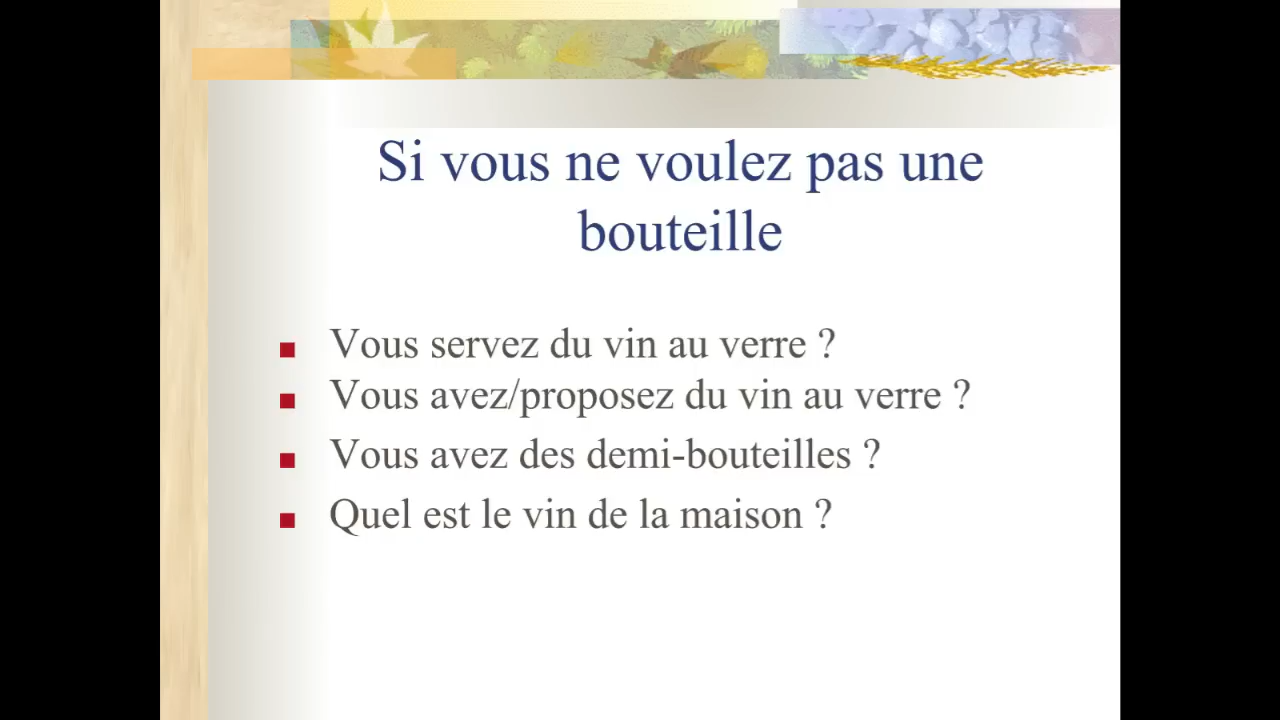 Si vous ne voulez pas une
bouteille
Vous servez du vin au verre ?
Vous avez/proposez du vin au verre ?
Vous avez des demi-bouteilles ?
Quel est le vin de la maison ?